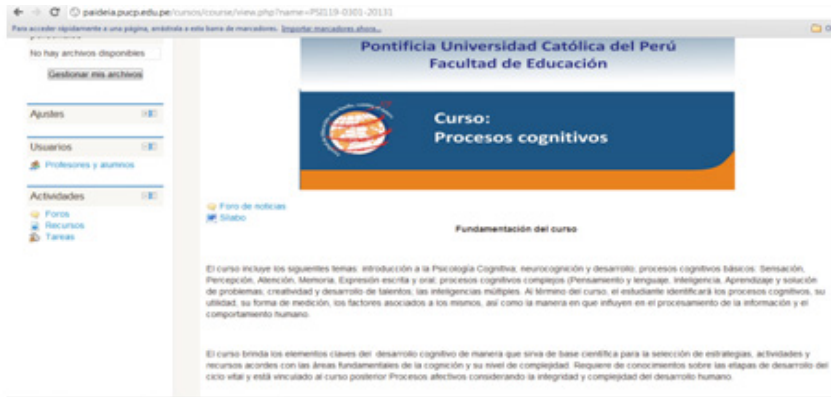 paideia.pucp.edu.pe/cursos/course/view.php?name=PSI119-0301-20131
Para acceder rápidamente a una página, arrástrala a esta barra de marcadores. Importar marcadores ahora...
personales
No hay archivos disponibles
Gestionar mis archivos
Ajustes
Usuarios
Profesores y alumnos
Actividades
Foros
Recursos
Tareas
Pontificia Universidad Católica del Perú
Facultad de Educación
Curso:
Procesos cognitivos
Foro de noticias
Sílabo
Fundamentación del curso
El curso incluye los siguientes temas: introducción a la Psicología Cognitiva; neurocognición y desarrollo; procesos cognitivos básicos: Sensación,
Percepción, Atención, Memoria, Expresión escrita y oral; procesos cognitivos complejos (Pensamiento y lenguaje, Inteligencia, Aprendizaje y solución
de problemas; creatividad y desarrollo de talentos; las inteligencias múltiples. Al término del curso, el estudiante identificará los procesos cognitivos, su
utilidad, su forma de medición, los factores asociados a los mismos, así como la manera en que influyen en el procesamiento de la información y el
comportamiento humano.
El curso brinda los elementos claves del desarrollo cognitivo de manera que sirva de base científica para la selección de estrategias, actividades y
recursos acordes con las áreas fundamentales de la cognición y su nivel de complejidad. Requiere de conocimientos sobre las etapas de desarrollo del
ciclo vital y está vinculado al curso posterior Procesos afectivos considerando la integridad y complejidad del desarrollo humano.